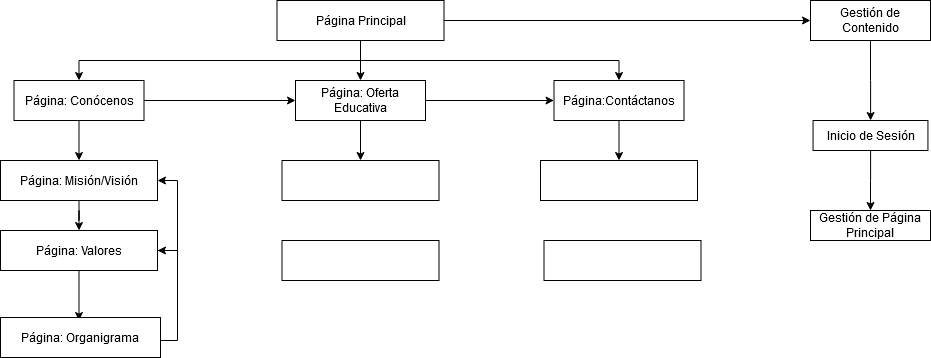 Página Principal
Gestión de
Contenido
Página: Conócenos
Página: Oferta
Educativa
Página:Contáctanos
Inicio de Sesión
Página: Misión/Visión
Gestión de Página
Principal
Página: Valores
Página: Organigrama